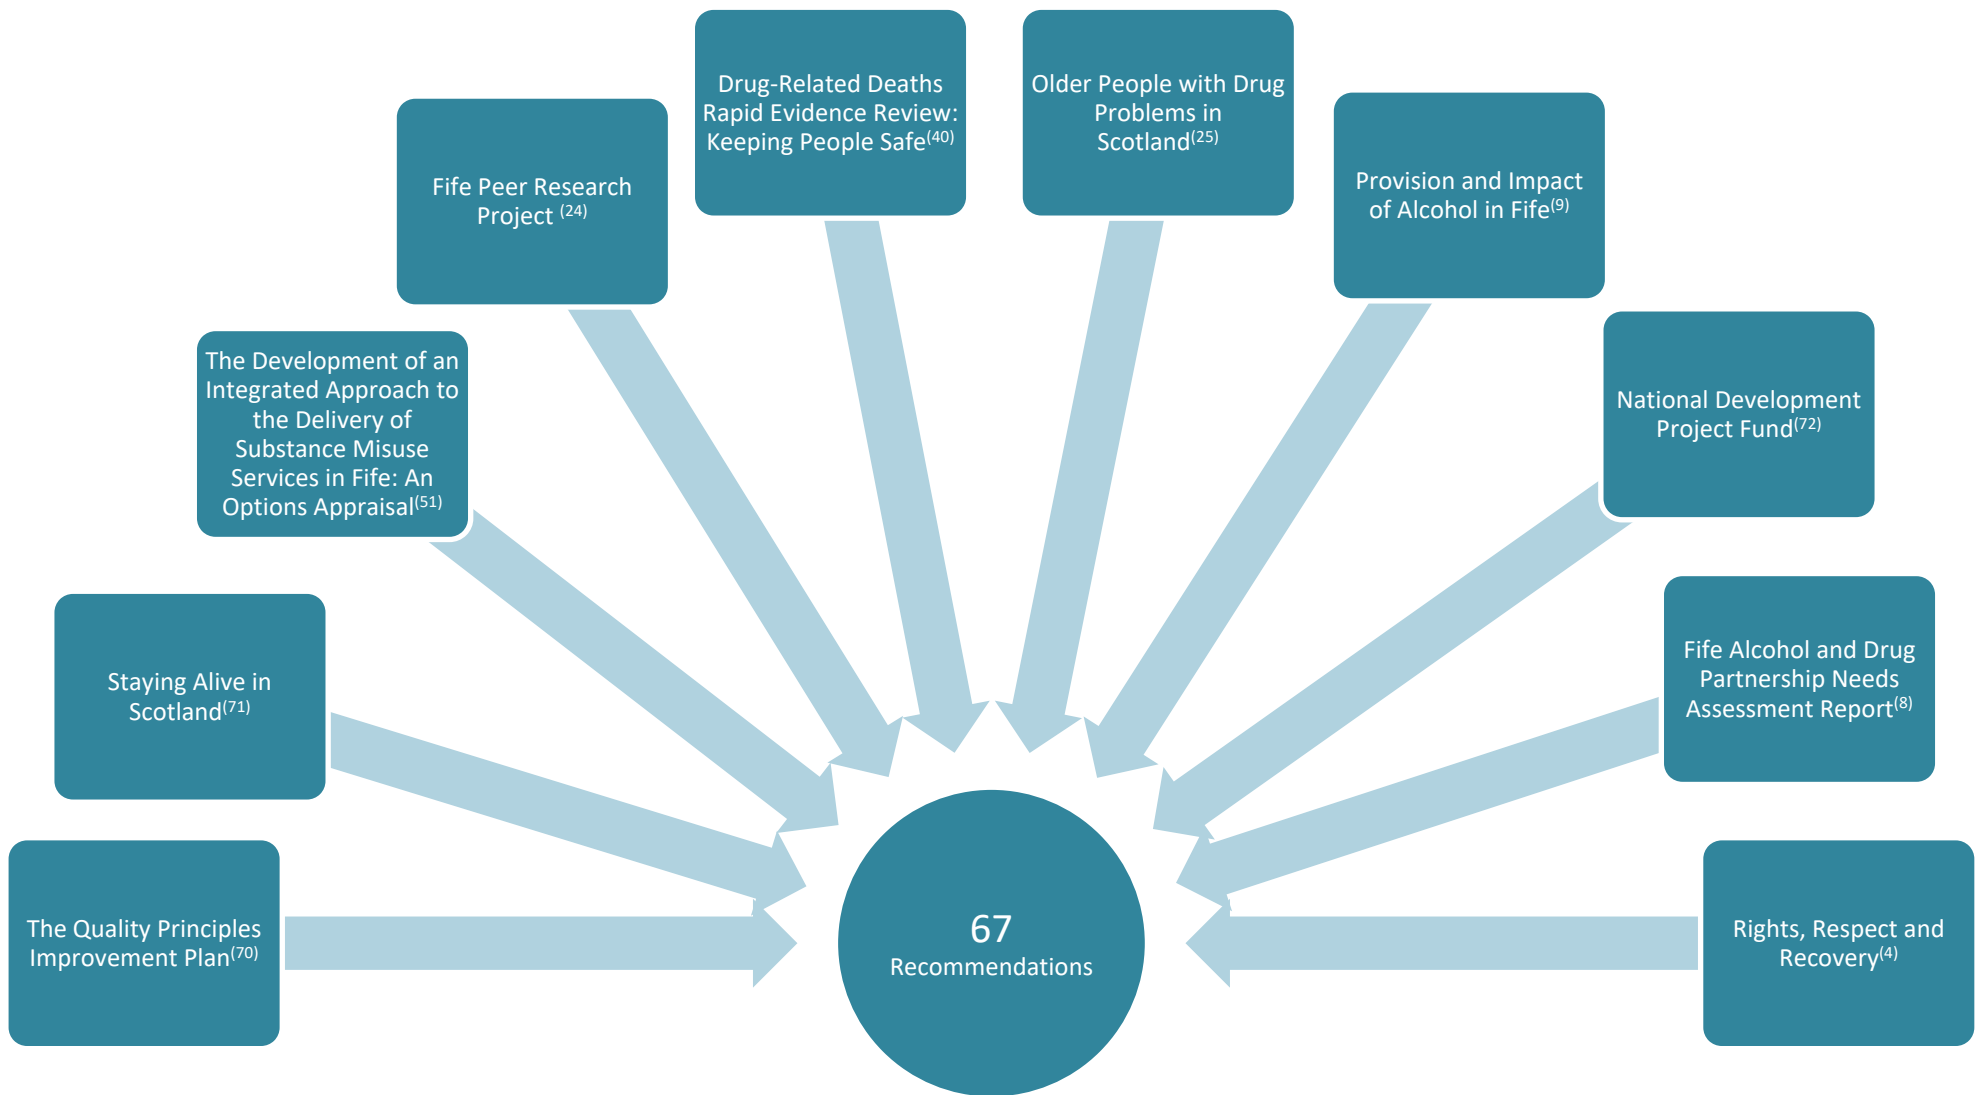 Drug-Related Deaths
Rapid Evidence Review:
Keeping People Safe(40)
Older People with Drug
Problems in
Scotland(25)
Fife Peer Research
Project (24)
Provision and Impact
of Alcohol in Fife(9)
The Development of an
Integrated Approach to
the Delivery of
Substance Misuse
Services in Fife: An
Options Appraisal(51)
National Development
Project Fund(72)
Staying Alive in
Scotland(71)
Fife Alcohol and Drug
Partnership Needs
Assessment Report(8)
The Quality Principles
Improvement Plan(70)
67
Recommendations
Rights, Respect and
Recovery(4)